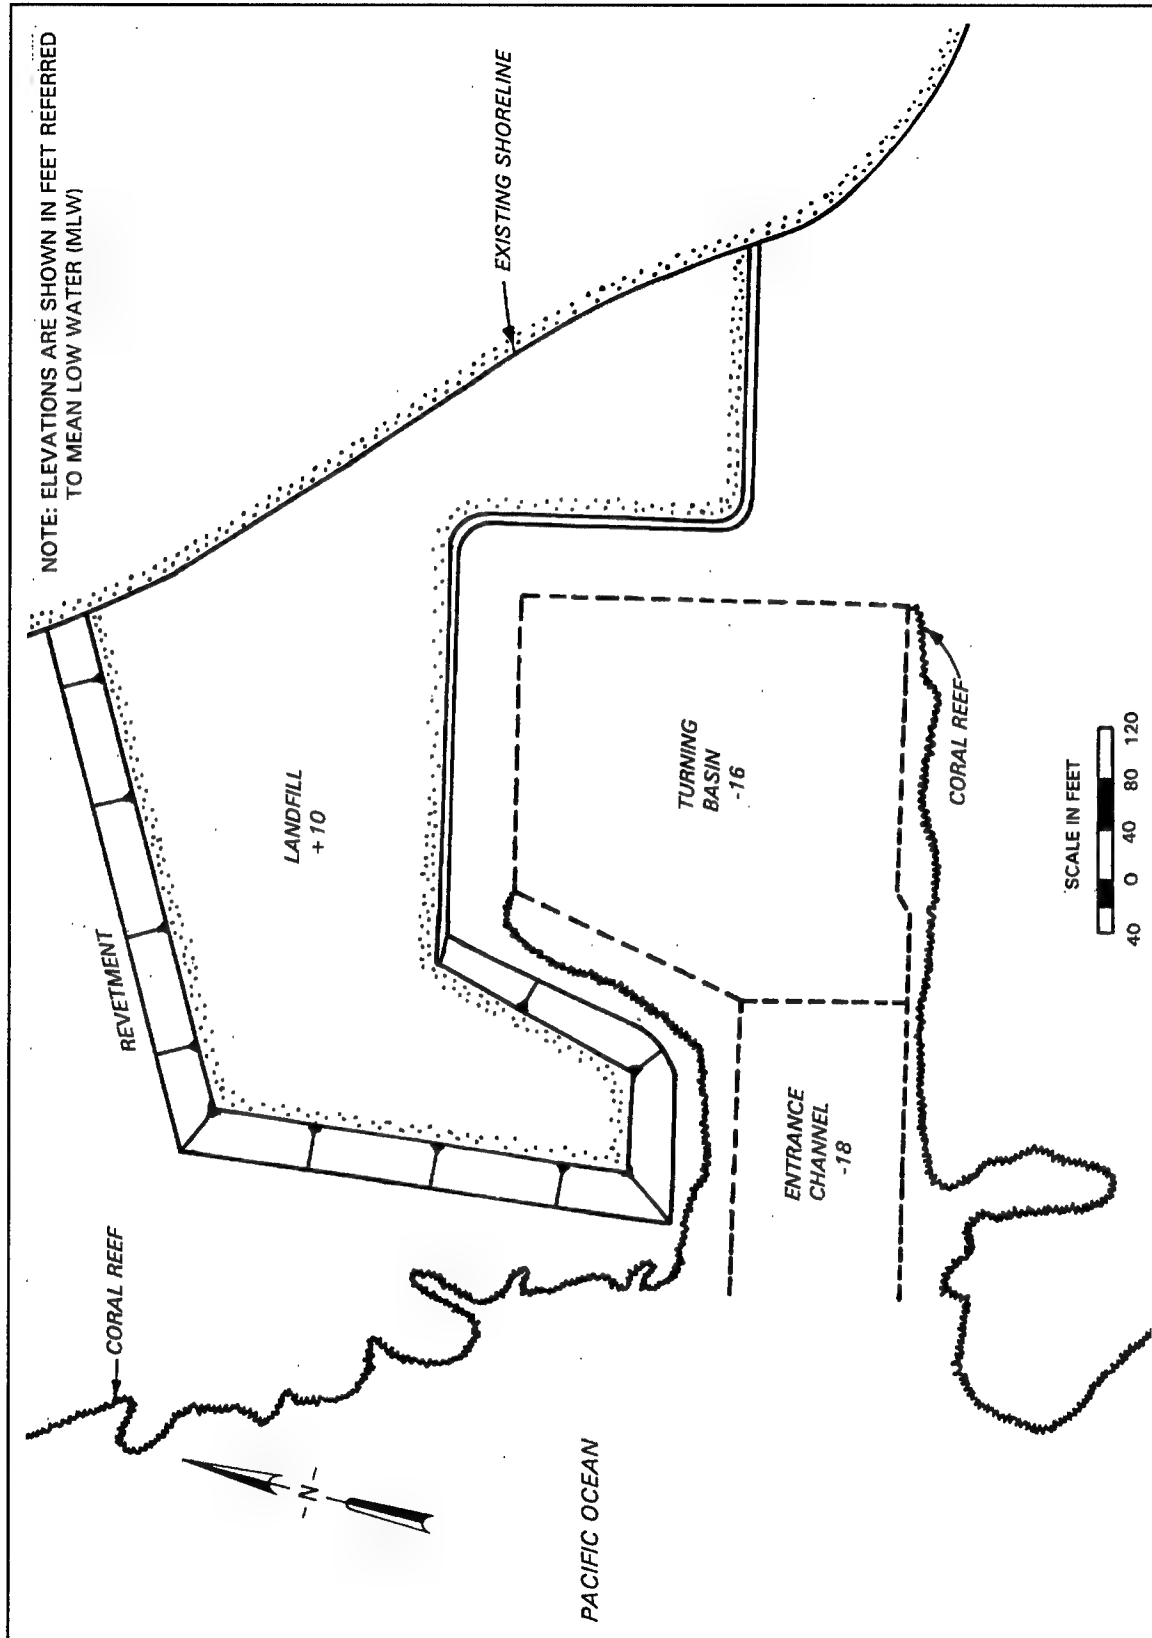 NOTE: ELEVATIONS ARE SHOWN IN FEET REFERRED
TO MEAN LOW WATER (MLW)
EXISTING SHORELINE
REVETMENT
LANDFILL
+10
CORAL REEF
-N-
TURNING
BASIN
-16
ENTRANCE
CHANNEL
-18
CORAL REEF
PACIFIC OCEAN
SCALE IN FEET
40 0 40 80 120